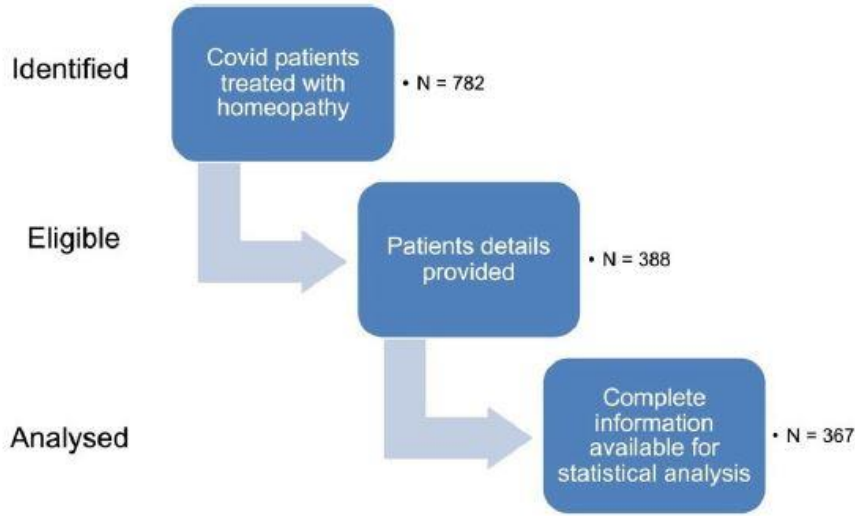 Identified
Covid patients
treated with
homeopathy
• N = 782
Eligible
Patients details
provided
• N = 388
Analysed
Complete
information
available for
statistical analysis
• N = 367